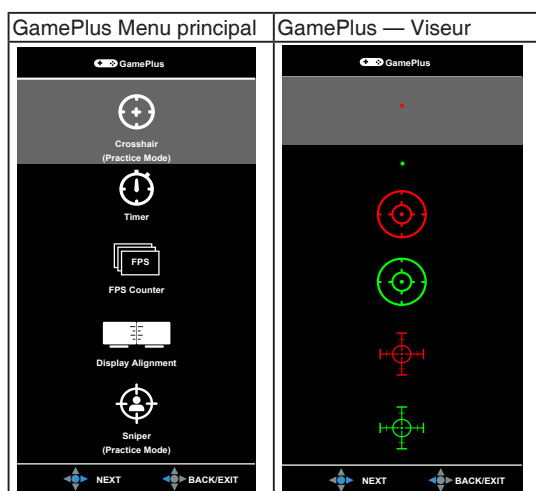 GamePlus Menu principal
GamePlus — Viseur
GamePlus
Crosshair
(Practice Mode)
Timer
FPS
FPS Counter
Display Alignment
Sniper
(Practice Mode)
NEXT
BACK/EXIT
GamePlus
NEXT
BACK/EXIT